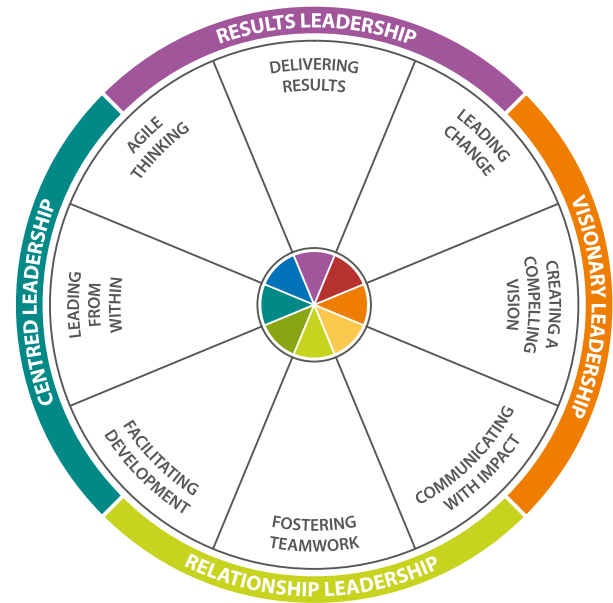 RESULTS LEADERSHIP
DELIVERING
RESULTS
LEADING
CHANGE
VISIONARY LEADERSHIP
CREATING A
COMPELLING
VISION
COMMUNICATING
WITH IMPACT
RELATIONSHIP LEADERSHIP
FOSTERING
TEAMWORK
FACILITATING
DEVELOPMENT
CENTRED LEADERSHIP
LEADING
FROM
WITHIN
AGILE
THINKING